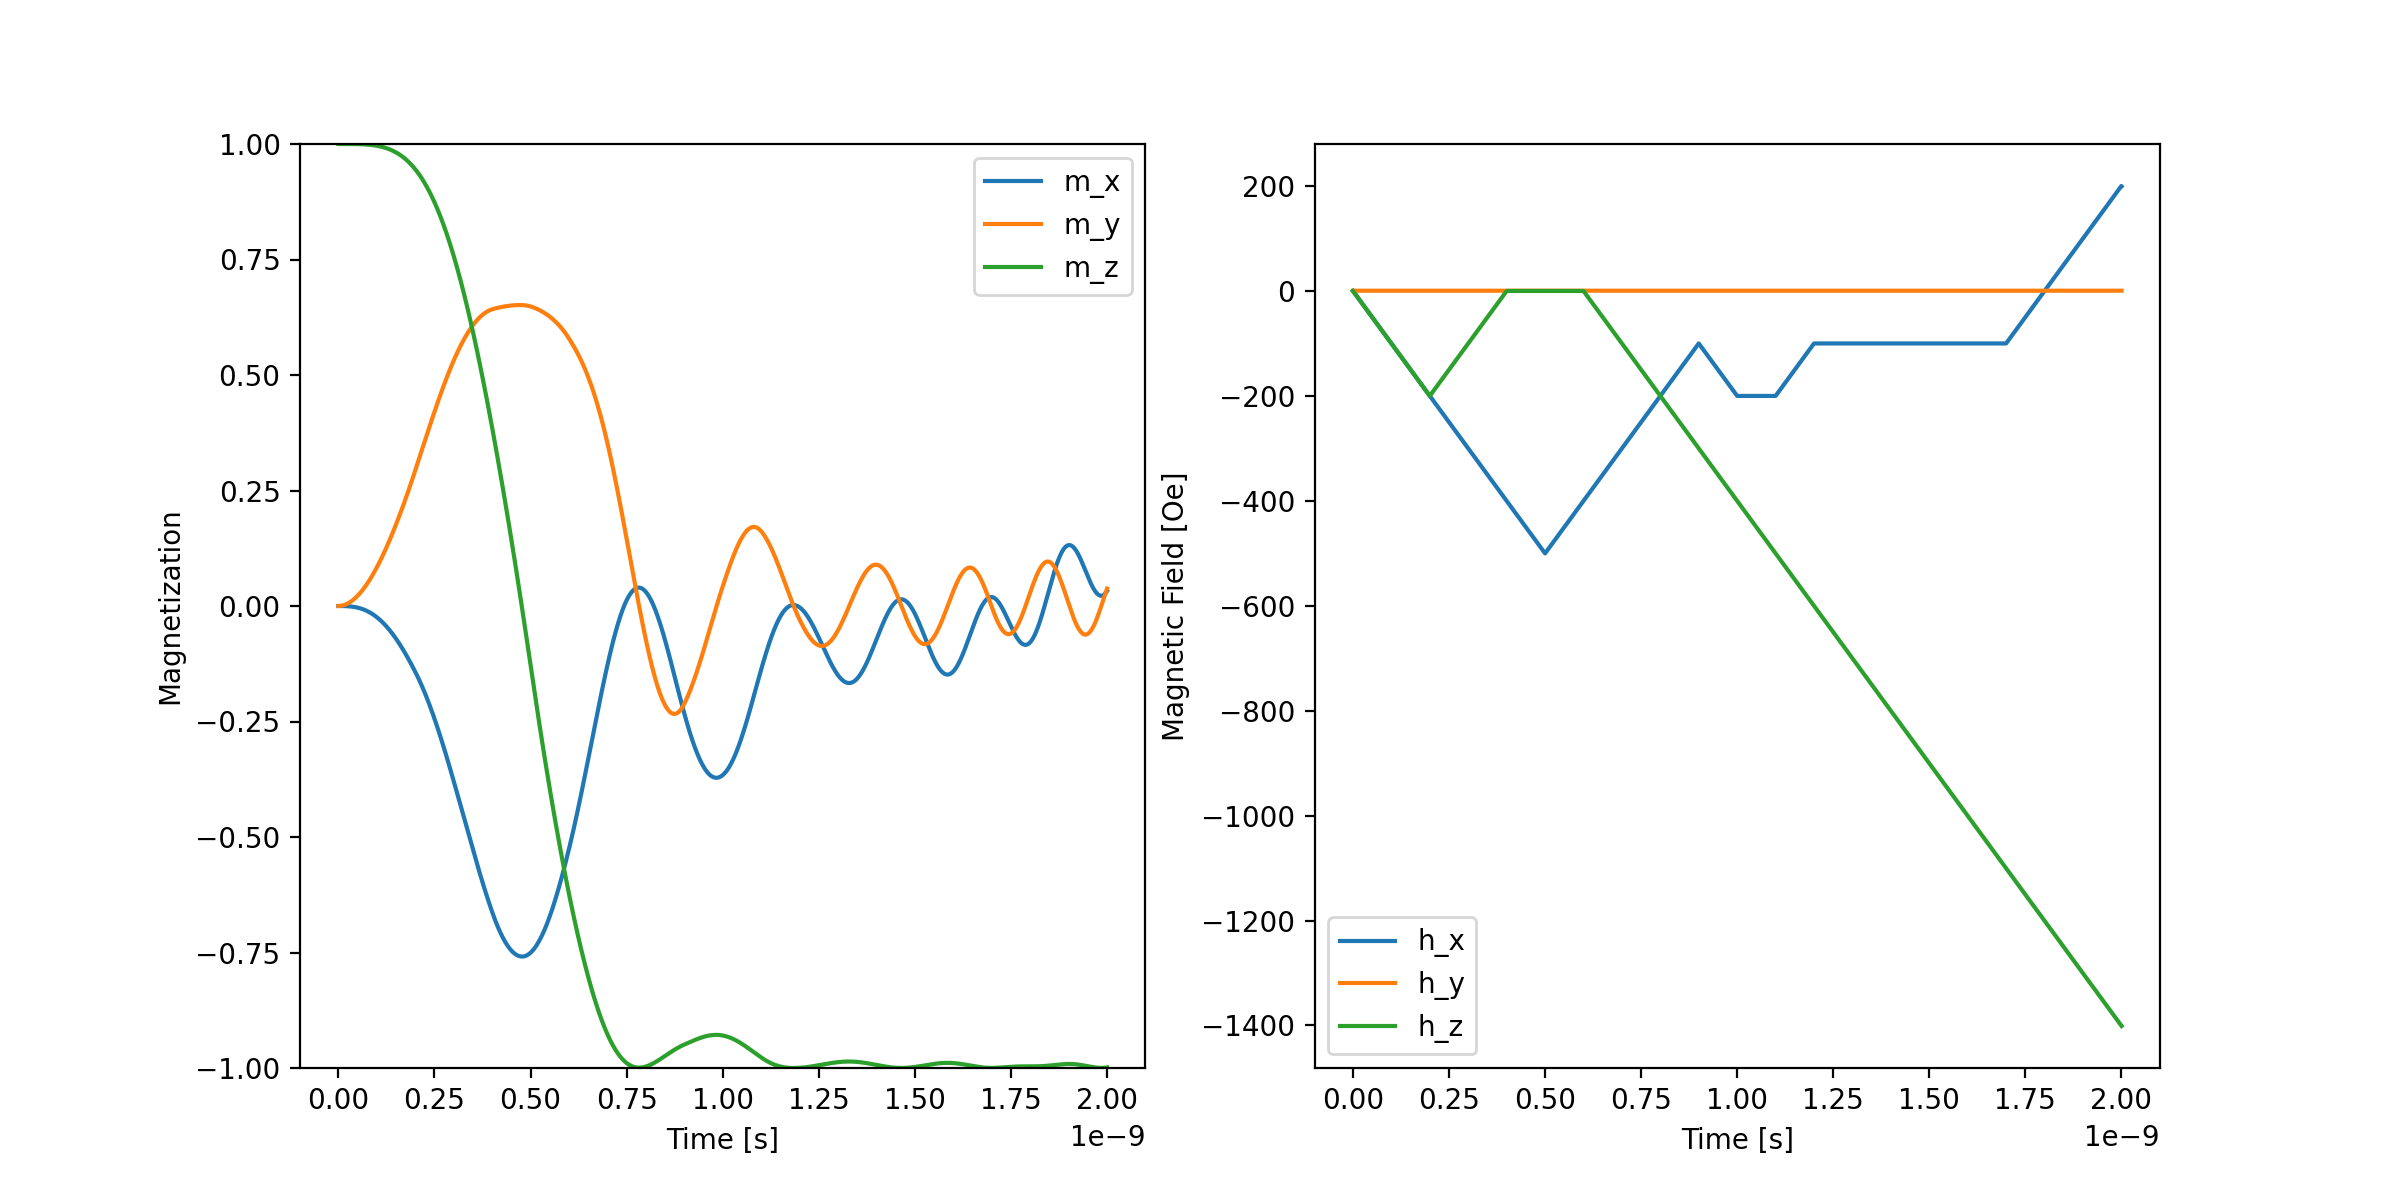 Magnetization
1.00
0.75
0.50
0.25
0.00
−0.25
−0.50
−0.75
−1.00
m_x
m_y
m_z
0.00 0.25 0.50 0.75 1.00 1.25 1.50 1.75 2.00
Time [s]
1e−9
Magnetic Field [Oe]
200
0
−200
−400
−600
−800
−1000
−1200
−1400
h_x
h_y
h_z
0.00 0.25 0.50 0.75 1.00 1.25 1.50 1.75 2.00
Time [s]
1e−9